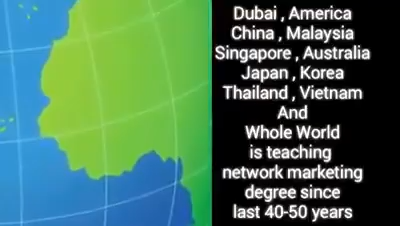 Dubai , America
China , Malaysia
Singapore , Australia
Japan , Korea
Thailand , Vietnam
And
Whole World
is teaching
network marketing
degree since
last 40-50 years